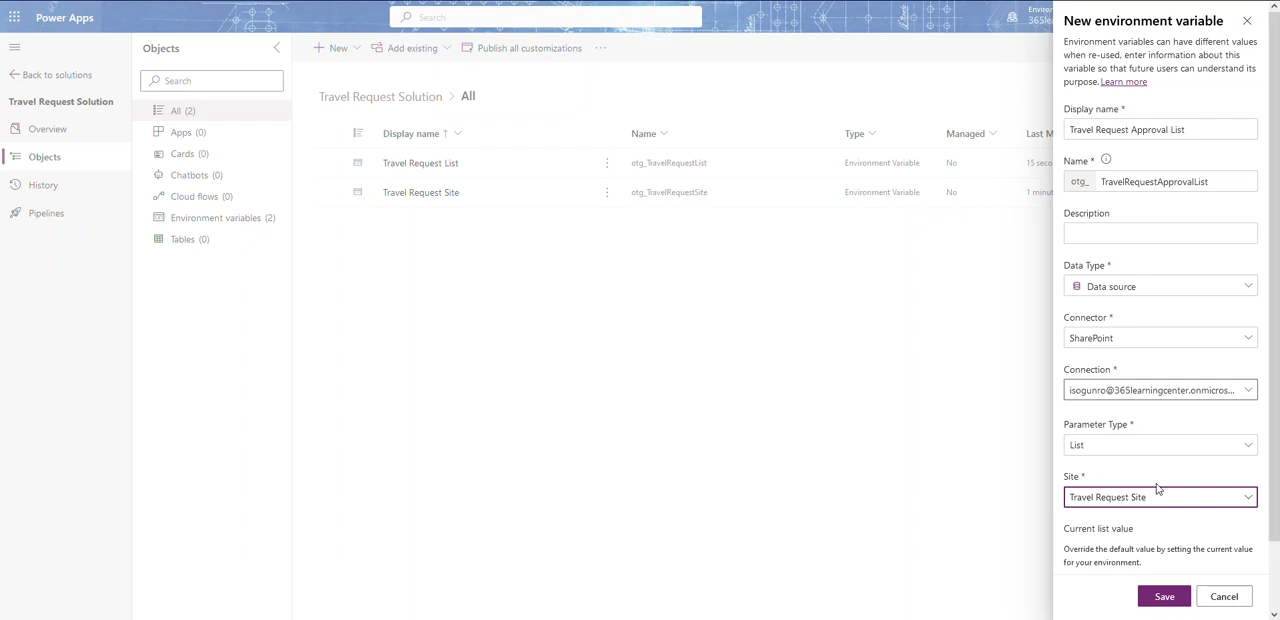 Power Apps
Search
Environ
365lea
Back to solutions
Travel Request Solution
Overview
Objects
History
Pipelines
Objects
Search
All (2)
Apps (0)
Cards (0)
Chatbots (0)
Cloud flows (0)
Environment variables (2)
Tables (0)
New
Add existing
Publish all customizations
Travel Request Solution > All
Display name ↑ Name Type Managed Last M
Travel Request List otg_TravelRequestList Environment Variable No 15 seco
Travel Request Site otg_TravelRequestSite Environment Variable No 1 minut
New environment variable
Environment variables can have different values
when re-used, enter information about this
variable so that future users can understand its
purpose. Learn more
Display name *
Travel Request Approval List
Name *
otg_ TravelRequestApprovalList
Description
Data Type *
Data source
Connector *
SharePoint
Connection *
isogunro@365learningcenter.onmicros...
Parameter Type *
List
Site *
Travel Request Site
Current list value
Override the default value by setting the current value
for your environment.
Save Cancel